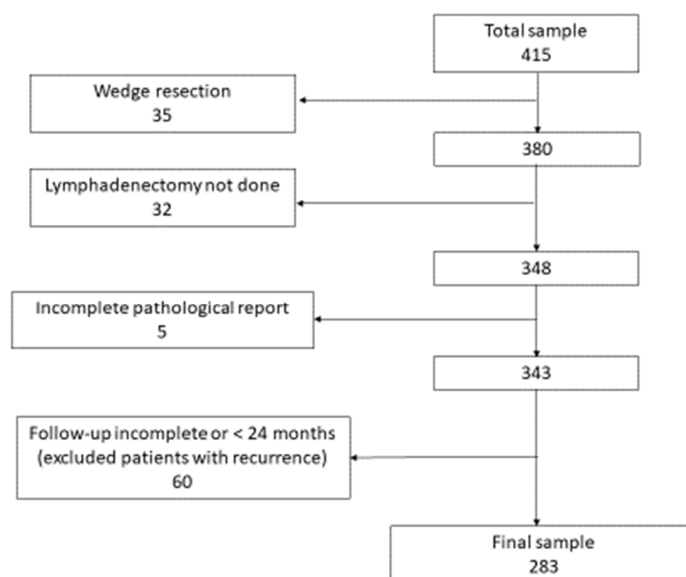 Total sample
415
Wedge resection
35
380
Lymphadenectomy not done
32
348
Incomplete pathological report
5
343
Follow-up incomplete or < 24 months
(excluded patients with recurrence)
60
Final sample
283